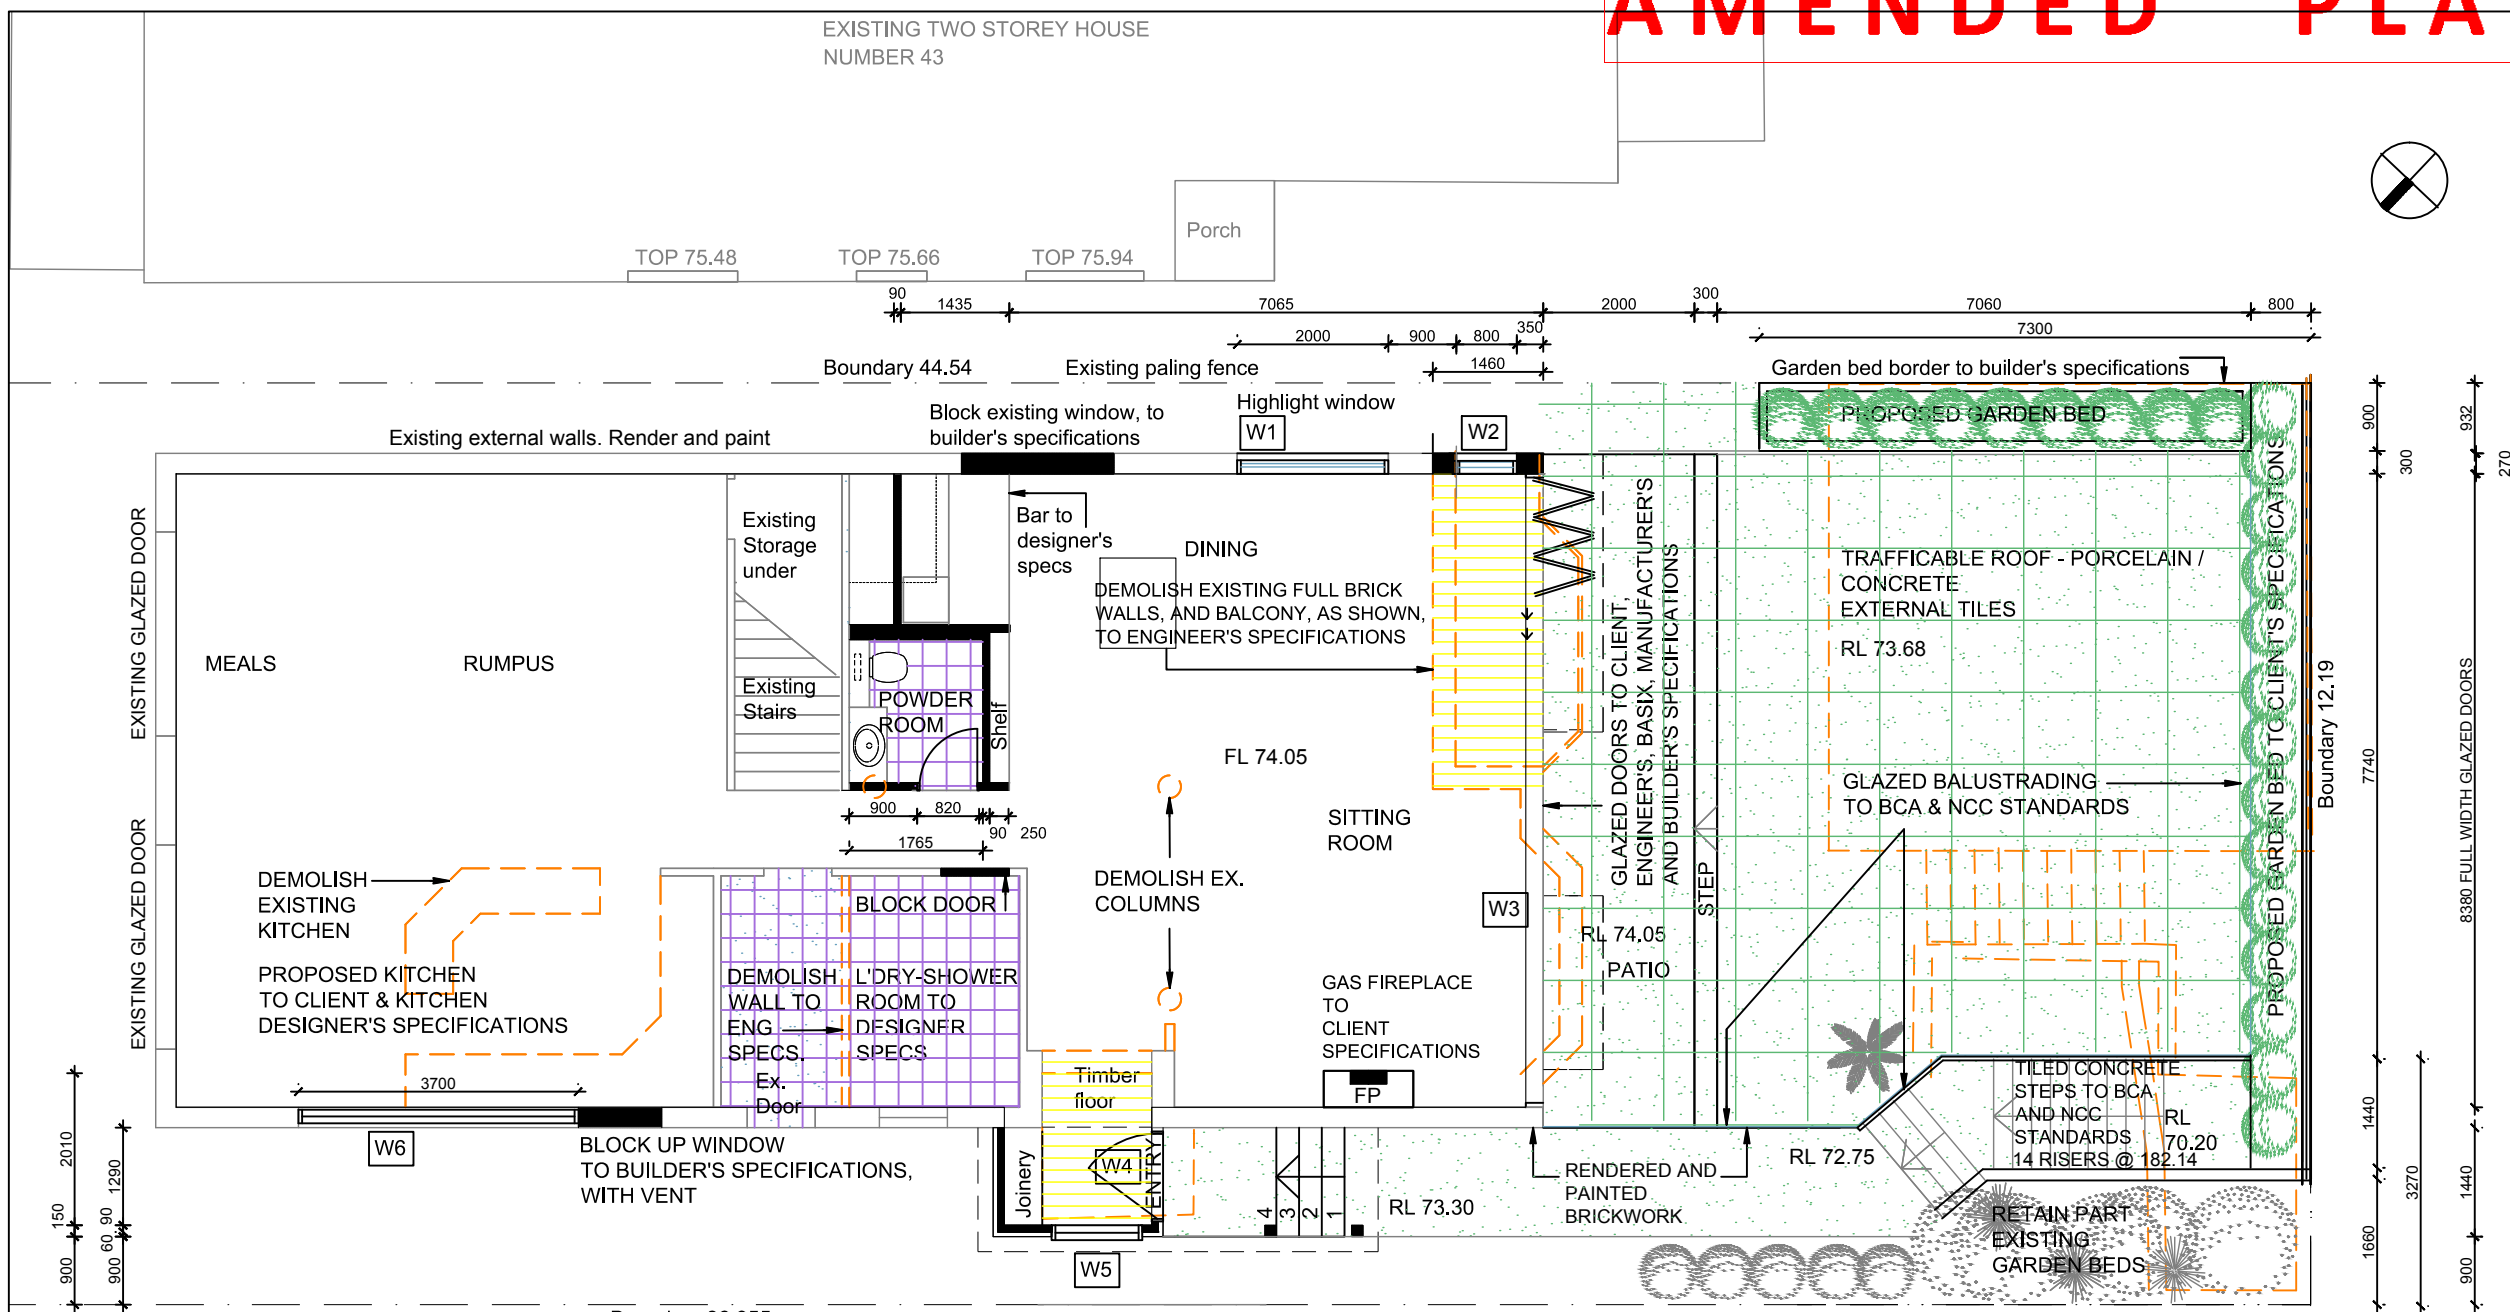 AMENDED PLA
EXISTING TWO STOREY HOUSE
NUMBER 43
Porch
TOP 75.48
TOP 75.66
TOP 75.94
90
1435
7065
2000
300
7060
800
2000
900
800
350
7300
1460
Boundary 44.54
Existing paling fence
Garden bed border to builder's specifications
Existing external walls. Render and paint
Block existing window, to
builder's specifications
Highlight window
W1
W2
PROPOSED GARDEN BED
900
932
300
270
EXISTING GLAZED DOOR
EXISTING GLAZED DOOR
MEALS
RUMPUS
Existing
Storage
under
Existing
Stairs
Bar to
designer's
specs
DINING
DEMOLISH EXISTING FULL BRICK
WALLS, AND BALCONY, AS SHOWN,
TO ENGINEER'S SPECIFICATIONS
POWDER
ROOM
Shelf
FL 74.05
SITTING
ROOM
GLAZED DOORS TO CLIENT,
ENGINEER'S, BASIX, MANUFACTURER'S
AND BUILDER'S SPECIFICATIONS
STEP
TRAFFICABLE ROOF - PORCELAIN /
CONCRETE
EXTERNAL TILES
RL 73.68
GLAZED BALUSTRADING
TO BCA & NCC STANDARDS
PROPOSED GARDEN BED TO CLIENT'S SPECIFICATIONS
Boundary 12.19
7740
8380 FULL WIDTH GLAZED DOORS
900
820
90
250
1765
DEMOLISH
EXISTING
KITCHEN
PROPOSED KITCHEN
TO CLIENT & KITCHEN
DESIGNER'S SPECIFICATIONS
BLOCK DOOR
DEMOLISH
WALL TO
ENG
SPECS.
L'DRY-SHOWER
ROOM TO
DESIGNER
SPECS
Ex.
Door
DEMOLISH EX.
COLUMNS
W3
RL 74.05
PATIO
GAS FIREPLACE
TO
CLIENT
SPECIFICATIONS
FP
Timber
floor
3700
W6
BLOCK UP WINDOW
TO BUILDER'S SPECIFICATIONS,
WITH VENT
Joinery
W4
ENTRY
W5
4
3
2
1
RL 73.30
RENDERED AND
PAINTED
BRICKWORK
RL 72.75
TILED CONCRETE
STEPS TO BCA
AND NCC
STANDARDS
14 RISERS @ 182.14
RL
70.20
RETAIN PART
EXISTING
GARDEN BEDS
2010
150
900
1290
90
60
900
1440
1660
3270
1440
900